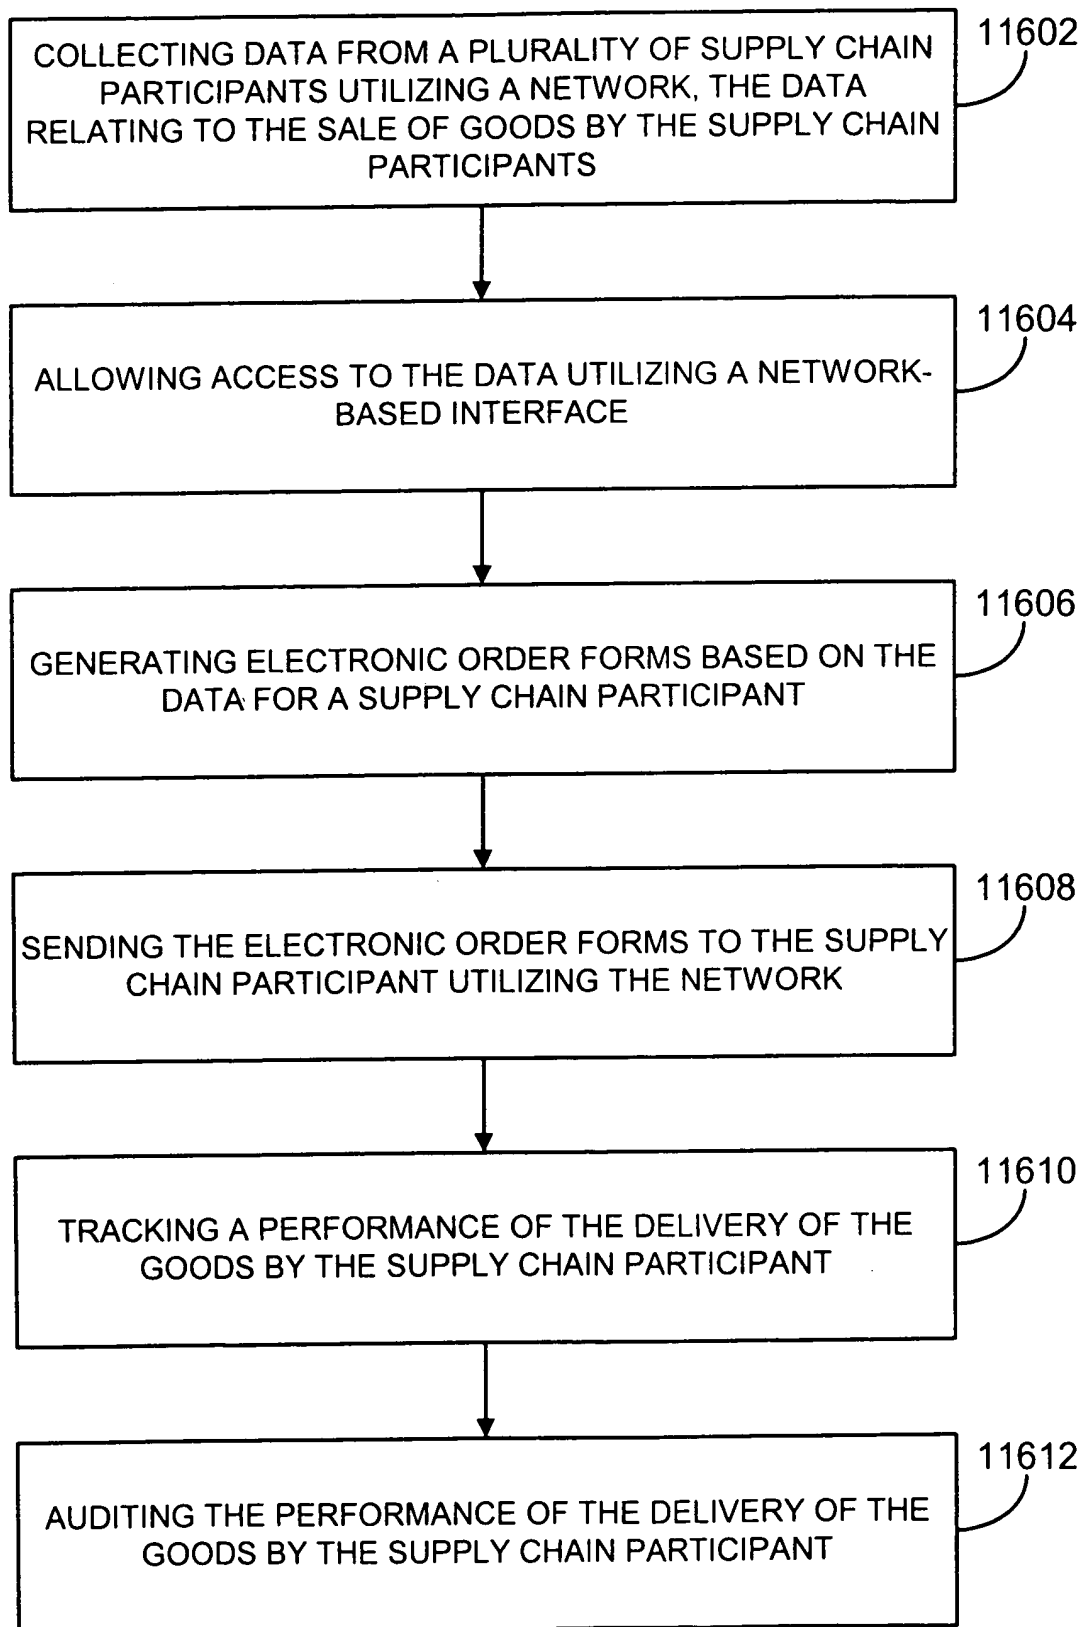 11602
COLLECTING DATA FROM A PLURALITY OF SUPPLY CHAIN
PARTICIPANTS UTILIZING A NETWORK, THE DATA
RELATING TO THE SALE OF GOODS BY THE SUPPLY CHAIN
PARTICIPANTS
11604
ALLOWING ACCESS TO THE DATA UTILIZING A NETWORK-
BASED INTERFACE
11606
GENERATING ELECTRONIC ORDER FORMS BASED ON THE
DATA FOR A SUPPLY CHAIN PARTICIPANT
11608
SENDING THE ELECTRONIC ORDER FORMS TO THE SUPPLY
CHAIN PARTICIPANT UTILIZING THE NETWORK
11610
TRACKING A PERFORMANCE OF THE DELIVERY OF THE
GOODS BY THE SUPPLY CHAIN PARTICIPANT
11612
AUDITING THE PERFORMANCE OF THE DELIVERY OF THE
GOODS BY THE SUPPLY CHAIN PARTICIPANT